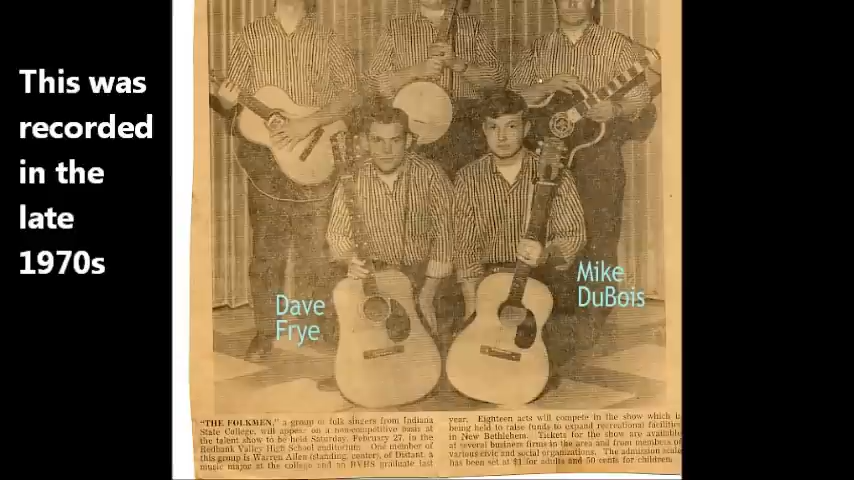 This was
recorded
in the
late
1970s
Dave
Frye
Mike
DuBois
"THE FOLKMEN," a group of folk singers from Indiana
State College, will appear on a non-competitive basis at
the talent show to be held Saturday, February 27, in the
Redbank Valley High School auditorium. One member of
this group is Warren Allen (standing, center), of Distant, a
music major at the college and an RVHS graduate last
year. Eighteen acts will compete in the show which is
being held to raise funds to expand recreational facilities
in New Bethlehem. Tickets for the show are available
at several business firms in the area and from members of
various civic and social organizations. The admission scale
has been set at $1 for adults and 50 cents for children.